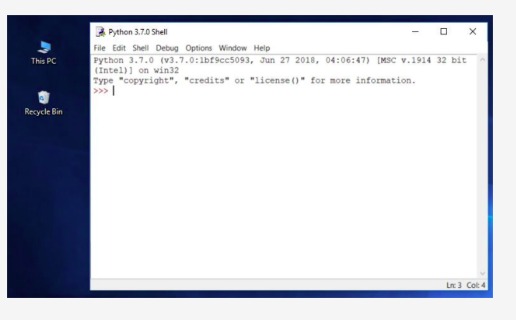 Python 3.7.0 Shell
File Edit Shell Debug Options Window Help
This PC
Recycle Bin
Python 3.7.0 (v3.7.0:1bf9cc5093, Jun 27 2018, 04:06:47) [MSC v.1914 32 bit
(Intel)] on win32
Type "copyright", "credits" or "license()" for more information.
>>>
Ln: 3 Col: 4